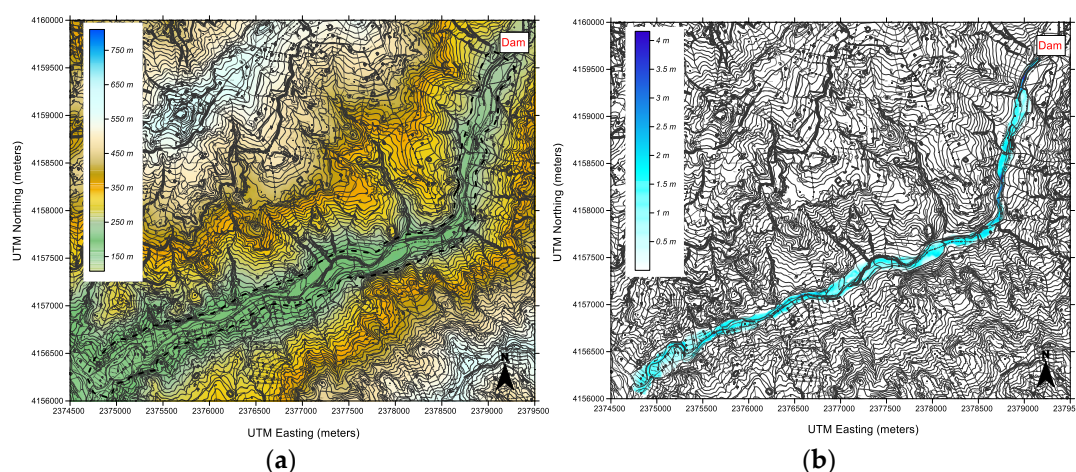 4160000
4159500
4159000
4158500
4158000
4157500
4157000
4156500
4156000
UTM Northing (meters)
750 m
650 m
550 m
450 m
350 m
250 m
150 m
Dam
N
2374500 2375000 2375500 2376000 2376500 2377000 2377500 2378000 2378500 2379000 2379500
UTM Easting (meters)
(a)
4160000
4159500
4159000
4158500
4158000
4157500
4157000
4156500
4156000
UTM Northing (meters)
4 m
3.5 m
3 m
2.5 m
2 m
1.5 m
1 m
0.5 m
Dam
N
2374500 2375000 2375500 2376000 2376500 2377000 2377500 2378000 2378500 2379000 23795
UTM Easting (meters)
(b)